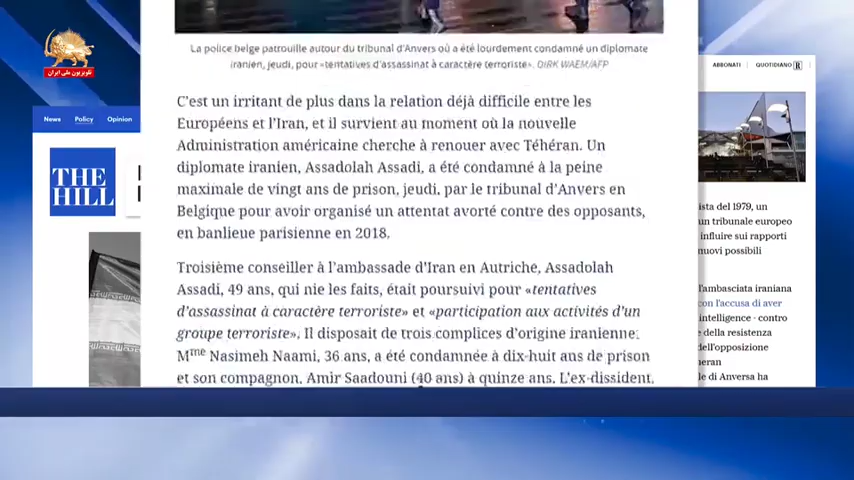 La police belge patrouille autour du tribunal d'Anvers où a été lourdement condamné un diplomate
iranien, jeudi, pour «tentatives d'assassinat à caractère terroriste». DIRK WAEM/AFP
C'est un irritant de plus dans la relation déjà difficile entre les
Européens et l'Iran, et il survient au moment où la nouvelle
Administration américaine cherche à renouer avec Téhéran. Un
diplomate iranien, Assadolah Assadi, a été condamné à la peine
maximale de vingt ans de prison, jeudi, par le tribunal d'Anvers en
Belgique pour avoir organisé un attentat avorté contre des opposants,
en banlieue parisienne en 2018.
Troisième conseiller à l'ambassade d'Iran en Autriche, Assadolah
Assadi, 49 ans, qui nie les faits, était poursuivi pour «tentatives
d'assassinat à caractère terroriste» et «participation aux activités d'un
groupe terroriste». Il disposait de trois complices d'origine iranienne.
Mme Nasimeh Naami, 36 ans, a été condamnée à dix-huit ans de prison
et son compagnon, Amir Saadouni (40 ans) à quinze ans. L'ex-dissident,
تلویزیون ملی ایران
News Policy Opinion
THE
HILL
ABBONATI QUOTIDIANO R
ista del 1979, un
un tribunale europeo
influire sui rapporti
nuovi possibili
l'ambasciata iraniana
con l'accusa di aver
intelligence - contro
e della resistenza
dell'opposizione
eran
le di Anversa ha